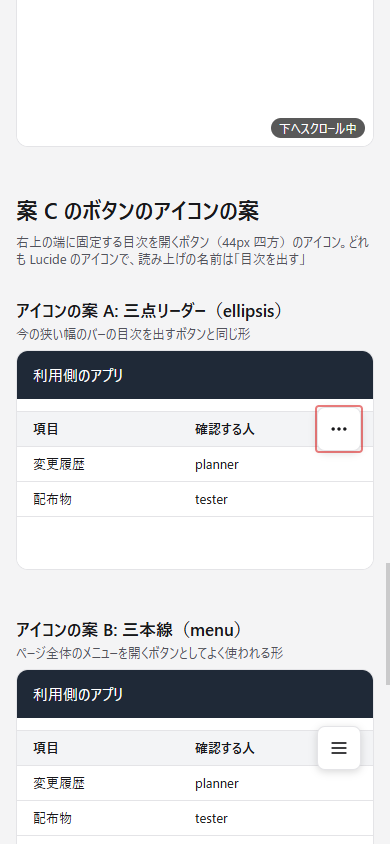 下へスクロール中
案 C のボタンのアイコンの案
右上の端に固定する目次を開くボタン（44px 四方）のアイコン。どれ
も Lucide のアイコンで、読み上げの名前は「目次を出す」
アイコンの案 A: 三点リーダー（ellipsis）
今の狭い幅のバーの目次を出すボタンと同じ形
利用側のアプリ
項目 確認する人
変更履歴 planner
配布物 tester
アイコンの案 B: 三本線（menu）
ページ全体のメニューを開くボタンとしてよく使われる形
利用側のアプリ
項目 確認する人
変更履歴 planner
配布物 tester